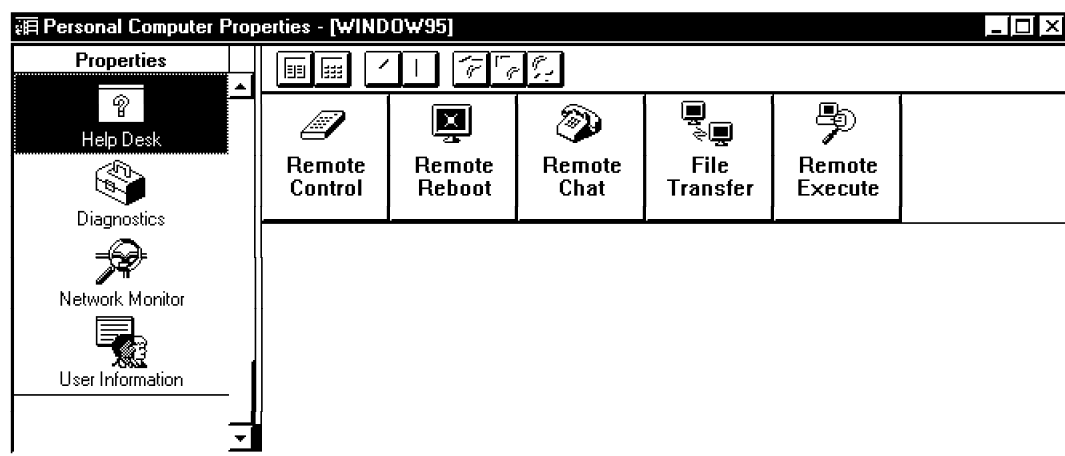 Personal Computer Properties - [WINDOW95]
Properties
Help Desk
Diagnostics
Network Monitor
User Information
Remote
Control
Remote
Reboot
Remote
Chat
File
Transfer
Remote
Execute